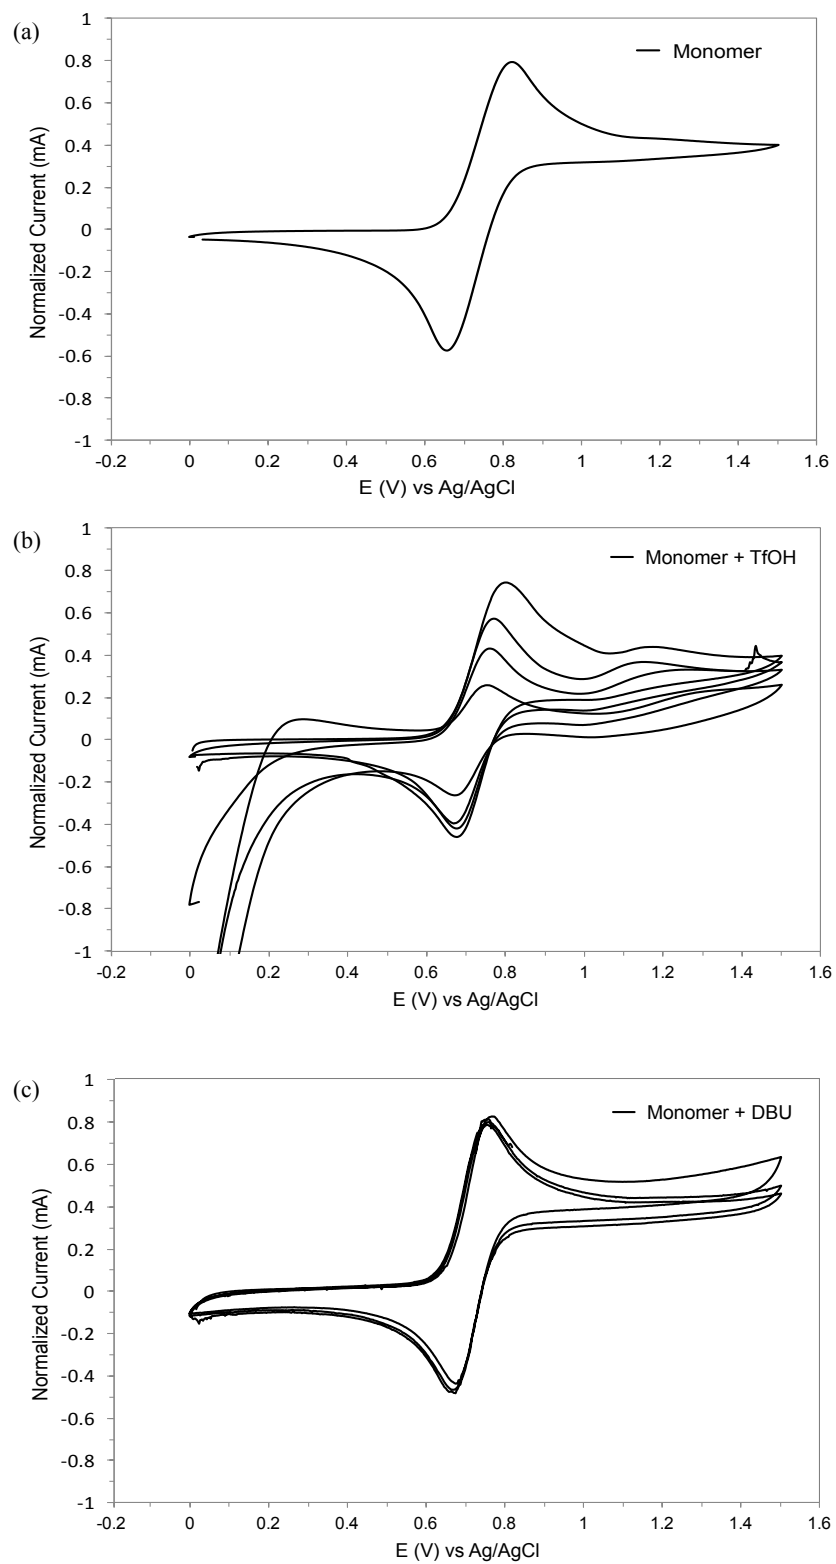 (a)
1
0.8
0.6
0.4
0.2
0
-0.2
-0.4
-0.6
-0.8
-1
Normalized Current (mA)
Monomer
-0.2 0 0.2 0.4 0.6 0.8 1 1.2 1.4 1.6
E (V) vs Ag/AgCl
(b)
1
0.8
0.6
0.4
0.2
0
-0.2
-0.4
-0.6
-0.8
-1
Normalized Current (mA)
Monomer + TfOH
-0.2 0 0.2 0.4 0.6 0.8 1 1.2 1.4 1.6
E (V) vs Ag/AgCl
(c)
1
0.8
0.6
0.4
0.2
0
-0.2
-0.4
-0.6
-0.8
-1
Normalized Current (mA)
Monomer + DBU
-0.2 0 0.2 0.4 0.6 0.8 1 1.2 1.4 1.6
E (V) vs Ag/AgCl